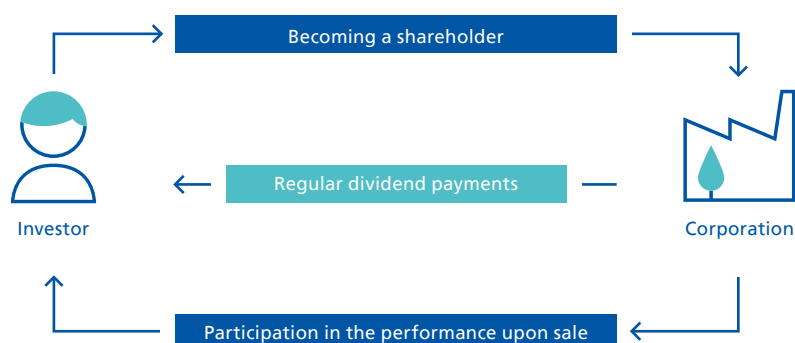 Becoming a shareholder
Regular dividend payments
Investor
Corporation
Participation in the performance upon sale